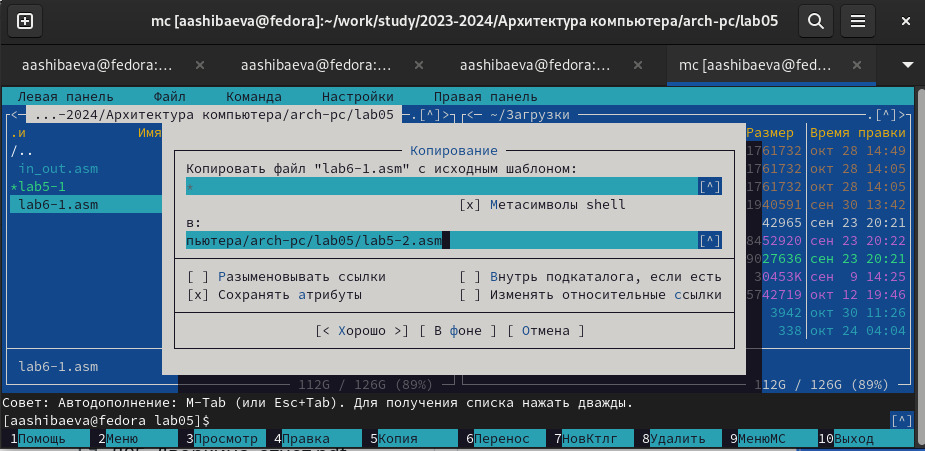 mc [aashibaeva@fedora]:~/work/study/2023-2024/Архитектура компьютера/arch-pc/lab05
aashibaeva@fedora:... × aashibaeva@fedora:... × aashibaeva@fedora:... × mc [aashibaeva@fed... ×
Левая панель Файл Команда Настройки Правая панель
<— ...-2024/Архитектура компьютера/arch-pc/lab05 —.[^]> <— ~/Загрузки —.[^]>
.и Имя Размер Время правки
/.. 1761732 окт 28 14:49
in_out.asm 1761732 окт 28 14:05
*lab5-1 1761732 окт 28 14:05
lab6-1.asm 1940591 сен 30 13:42
42965 сен 23 20:21
8452920 сен 23 20:22
9027636 сен 23 20:21
30453K сен 9 14:25
5742719 окт 12 19:46
3942 окт 30 11:26
338 окт 24 04:04
Копирование
Копировать файл "lab6-1.asm" с исходным шаблоном:
* [^]
[x] Метасимволы shell
в:
пьютера/arch-pc/lab05/lab5-2.asm [^]
[ ] Разыменовывать ссылки [ ] Внутрь подкаталога, если есть
[x] Сохранять атрибуты [ ] Изменять относительные ссылки
[< Хорошо >] [ В фоне ] [ Отмена ]
lab6-1.asm
112G / 126G (89%) 112G / 126G (89%)
Совет: Автодополнение: M-Tab (или Esc+Tab). Для получения списка нажать дважды.
[aashibaeva@fedora lab05]$ [^]
1Помощь 2Меню 3Просмотр 4Правка 5Копия 6Перенос 7НовКтлг 8Удалить 9МенюMC 10Выход